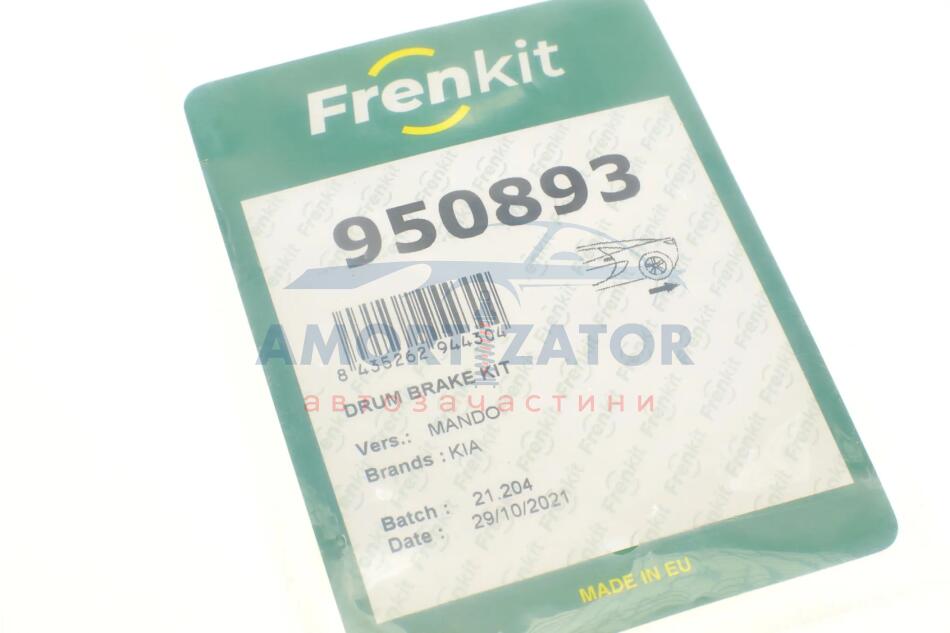 Frenkit
950893
8 435262 944304
AMORTIZATOR
автозачастини
DRUM BRAKE KIT
Vers.: MANDO
Brands : KIA
Batch : 21.204
Date : 29/10/2021
MADE IN EU